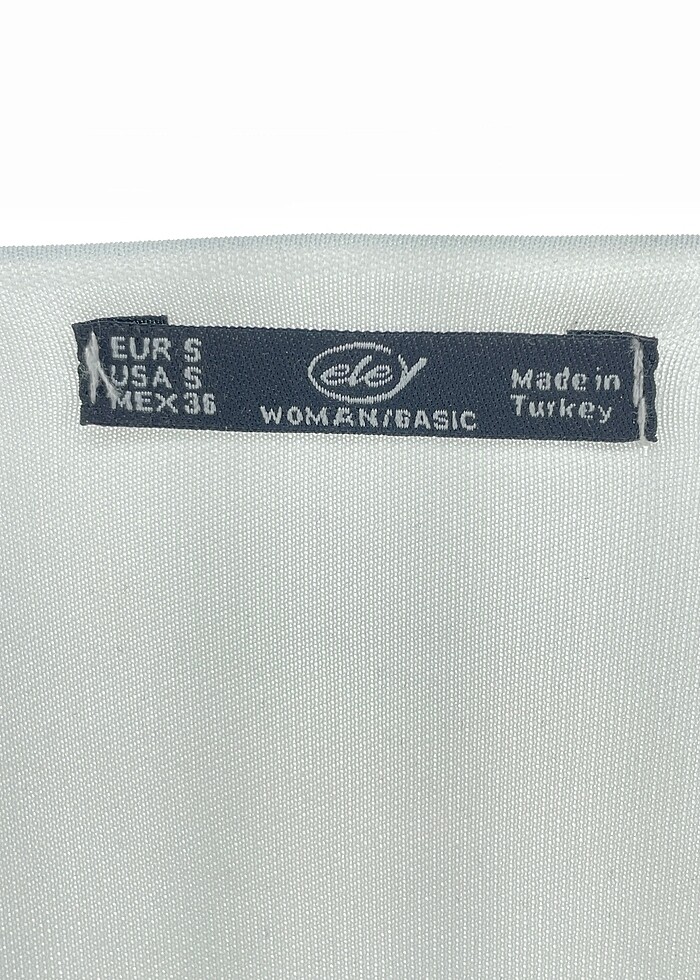 EUR S
USA S
MEX 36
eley
WOMAN/BASIC
Made in
Turkey